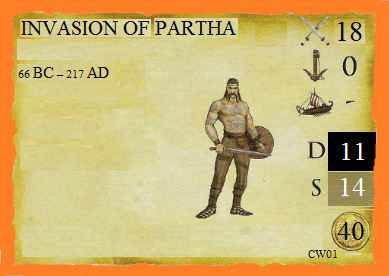 INVASION OF PARTHA
18
66 BC – 217 AD
0
-
D 11
S 14
40
CW01